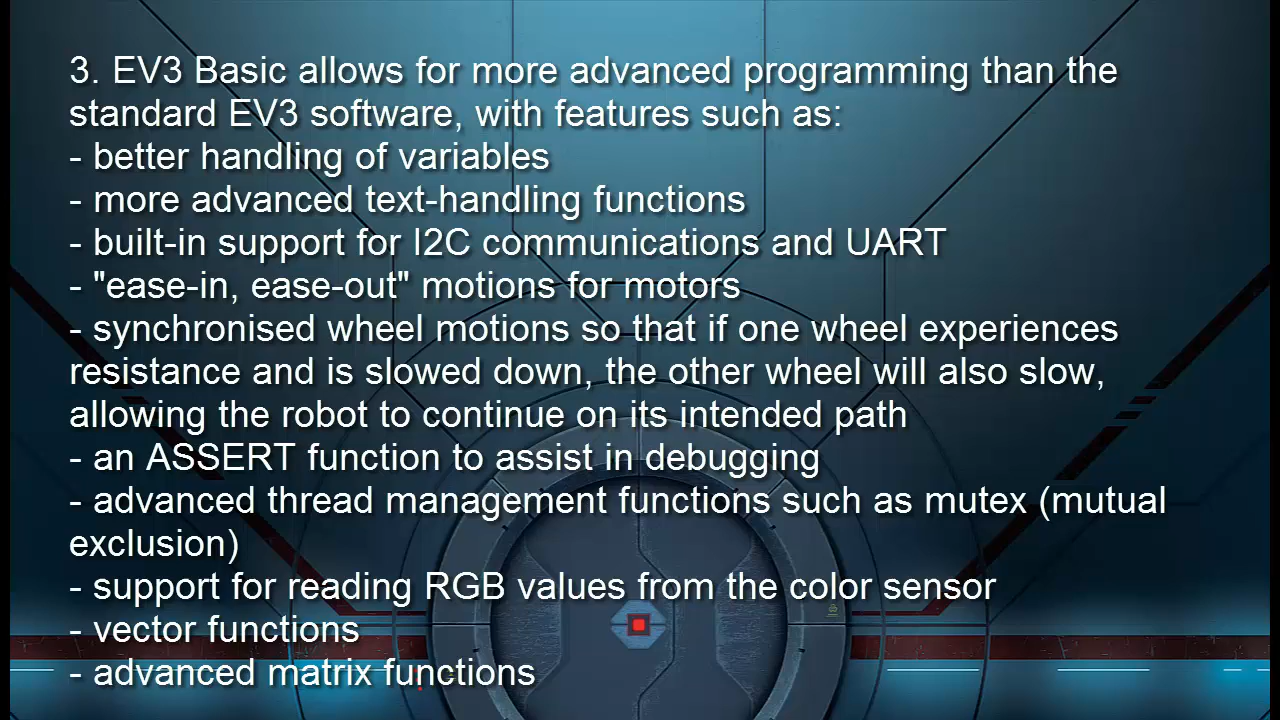 3. EV3 Basic allows for more advanced programming than the
standard EV3 software, with features such as:
- better handling of variables
- more advanced text-handling functions
- built-in support for I2C communications and UART
- "ease-in, ease-out" motions for motors
- synchronised wheel motions so that if one wheel experiences
resistance and is slowed down, the other wheel will also slow,
allowing the robot to continue on its intended path
- an ASSERT function to assist in debugging
- advanced thread management functions such as mutex (mutual
exclusion)
- support for reading RGB values from the color sensor
- vector functions
- advanced matrix functions